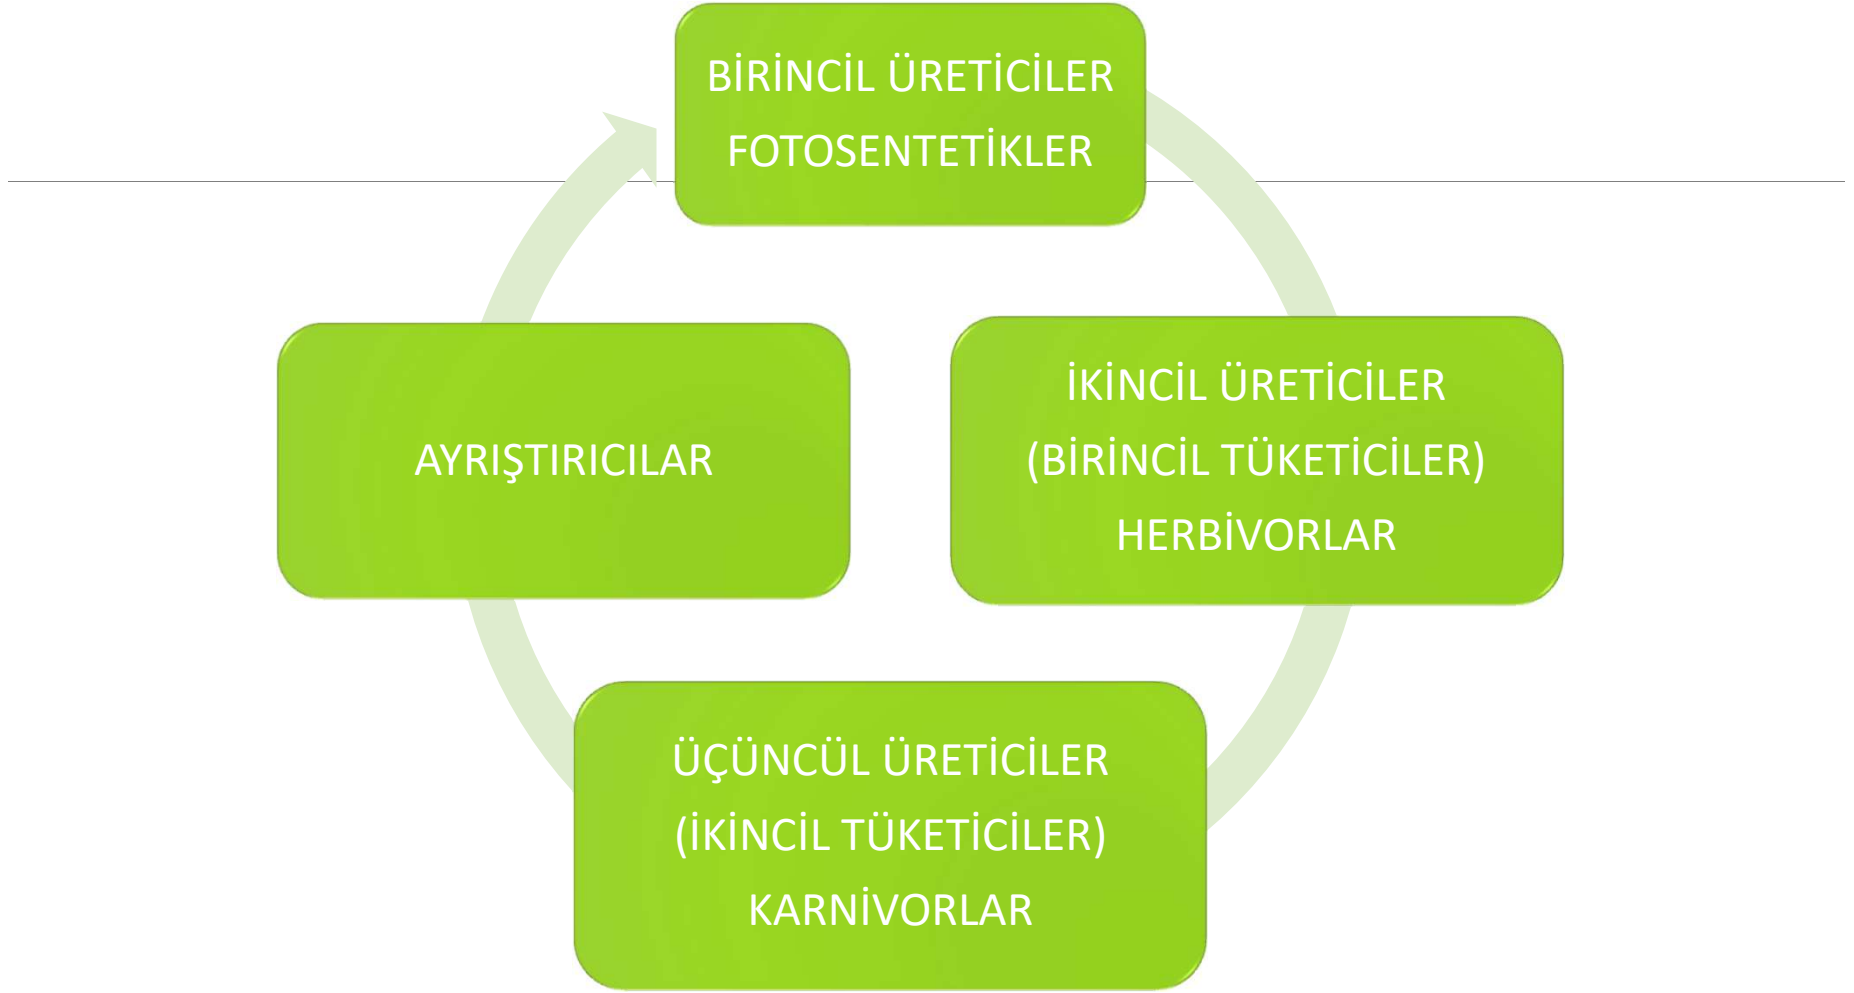 BİRİNCİL ÜRETİCİLER
FOTOSENTETİKLER
İKİNCİL ÜRETİCİLER
(BİRİNCİL TÜKETİCİLER)
HERBİVORLAR
ÜÇÜNCÜL ÜRETİCİLER
(İKİNCİL TÜKETİCİLER)
KARNİVORLAR
AYRIŞTIRICILAR